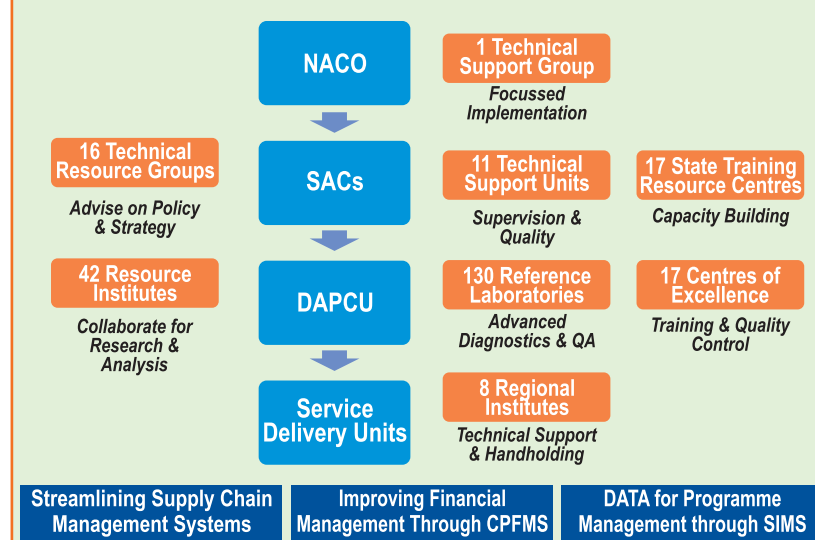 NACO
1 Technical
Support Group
Focussed
Implementation
16 Technical
Resource Groups
Advise on Policy
& Strategy
SACs
11 Technical
Support Units
Supervision &
Quality
17 State Training
Resource Centres
Capacity Building
42 Resource
Institutes
Collaborate for
Research &
Analysis
DAPCU
130 Reference
Laboratories
Advanced
Diagnostics & QA
17 Centres of
Excellence
Training & Quality
Control
Service
Delivery Units
8 Regional
Institutes
Technical Support
& Handholding
Streamlining Supply Chain
Management Systems
Improving Financial
Management Through CPFMS
DATA for Programme
Management through SIMS